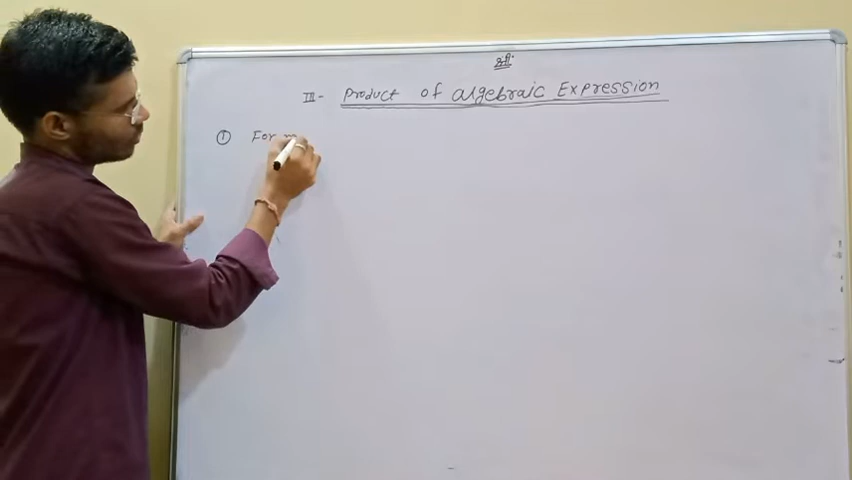 श्री
III- Product of algebraic Expression
① For